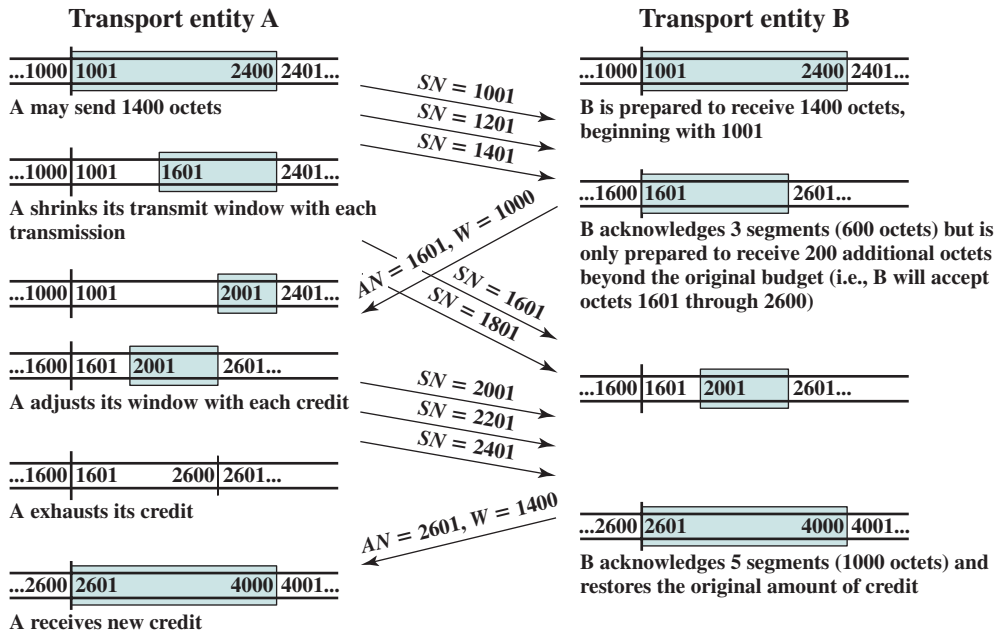 Transport entity A
...1000 1001 2400 2401...
A may send 1400 octets
...1000 1001 1601 2401...
A shrinks its transmit window with each
transmission
...1000 1001 2001 2401...
...1600 1601 2001 2601...
A adjusts its window with each credit
...1600 1601 2600 2601...
A exhausts its credit
...2600 2601 4000 4001...
A receives new credit
SN = 1001
SN = 1201
SN = 1401
AN = 1601, W = 1000
SN = 1601
SN = 1801
SN = 2001
SN = 2201
SN = 2401
AN = 2601, W = 1400
Transport entity B
...1000 1001 2400 2401...
B is prepared to receive 1400 octets,
beginning with 1001
...1600 1601 2601...
B acknowledges 3 segments (600 octets) but is
only prepared to receive 200 additional octets
beyond the original budget (i.e., B will accept
octets 1601 through 2600)
...1600 1601 2001 2601...
...2600 2601 4000 4001...
B acknowledges 5 segments (1000 octets) and
restores the original amount of credit